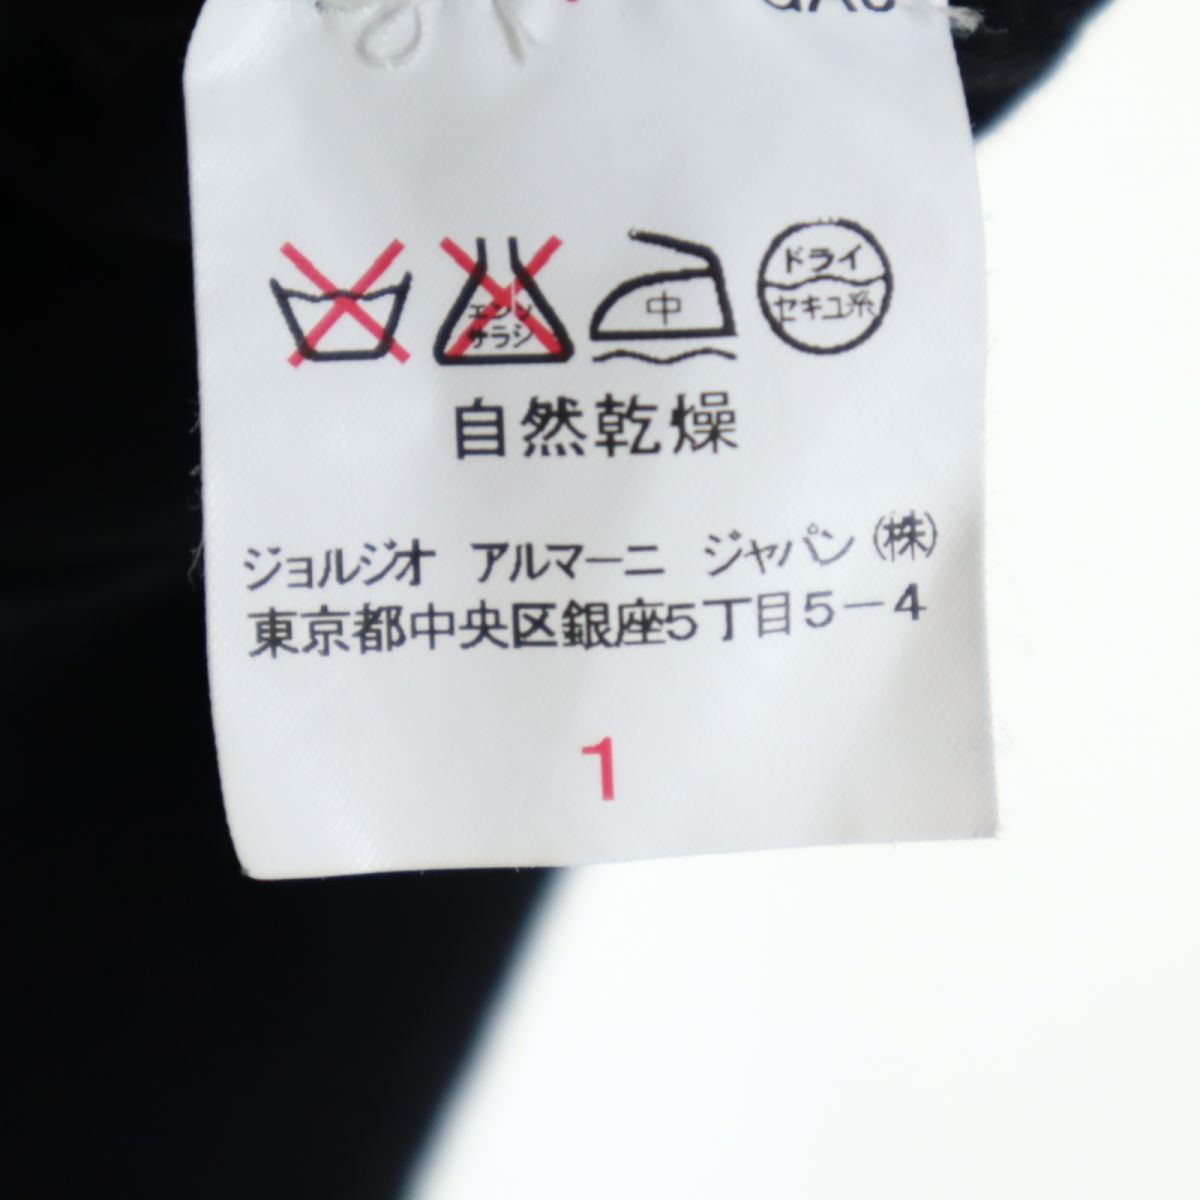 エンソ サラシ
中
ドライ
セキユ系
自然乾燥
ジョルジオ アルマーニ ジャパン(株)
東京都中央区銀座5丁目5-4
1